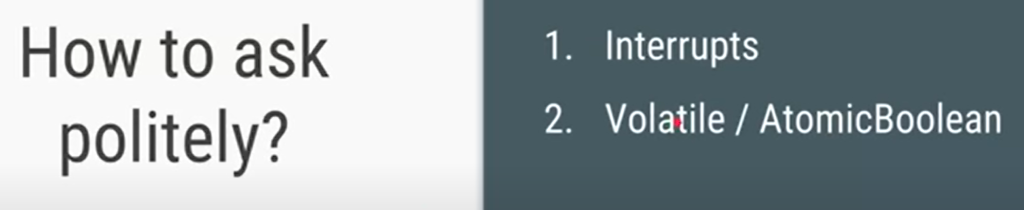 How to ask
politely?
1. Interrupts
2. Volatile / AtomicBoolean